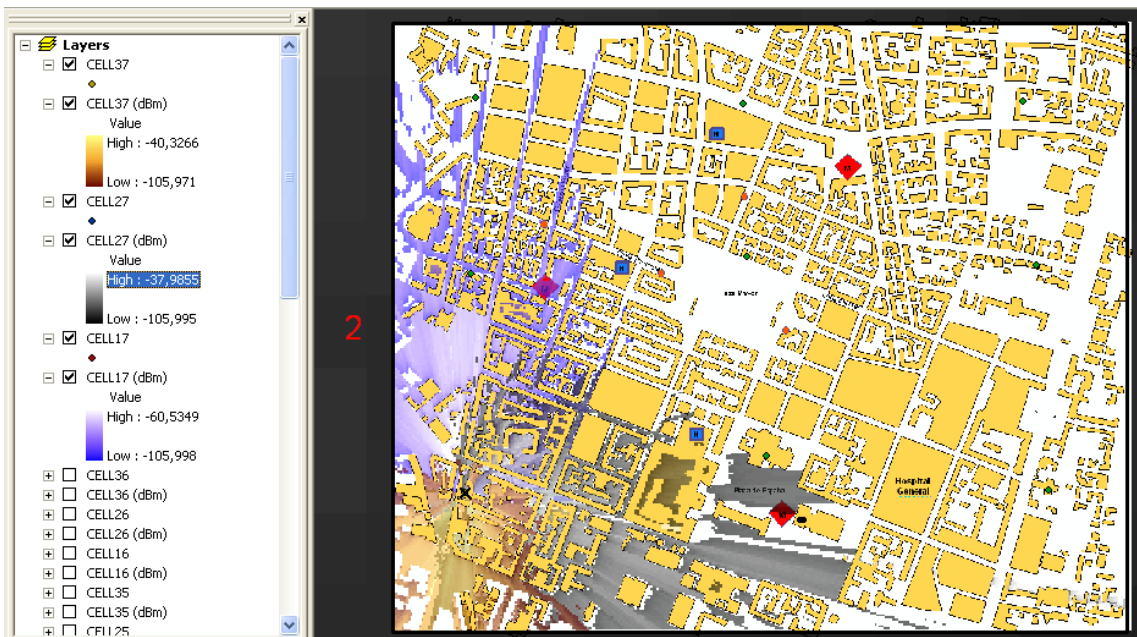 Layers
CELL37
CELL37 (dBm)
Value
High : -40,3266
Low : -105,971
CELL27
CELL27 (dBm)
Value
High : -37,9855
Low : -105,995
CELL17
CELL17 (dBm)
Value
High : -60,5349
Low : -105,998
CELL36
CELL36 (dBm)
CELL26
CELL26 (dBm)
CELL16
CELL16 (dBm)
CELL35
CELL35 (dBm)
CELL25
2
Hospital
General